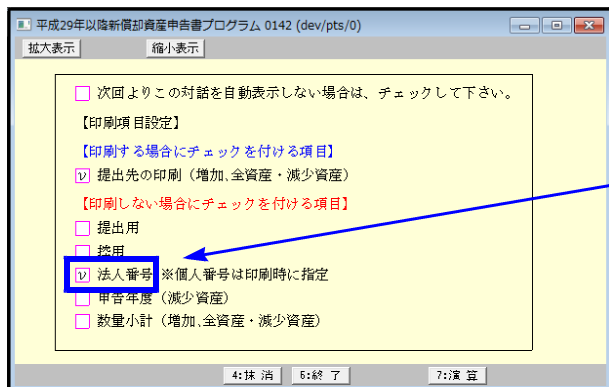 平成29年以降新償却資産申告書プログラム 0142 (dev/pts/0)
拡大表示 縮小表示
次回よりこの対話を自動表示しない場合は、チェックして下さい。
【印刷項目設定】
【印刷する場合にチェックを付ける項目】
提出先の印刷（増加､全資産・減少資産）
【印刷しない場合にチェックを付ける項目】
提出用
控用
法人番号 ※個人番号は印刷時に指定
申告年度（減少資産）
数量小計（増加､全資産・減少資産）
4:抹 消 5:終 了 7:演 算